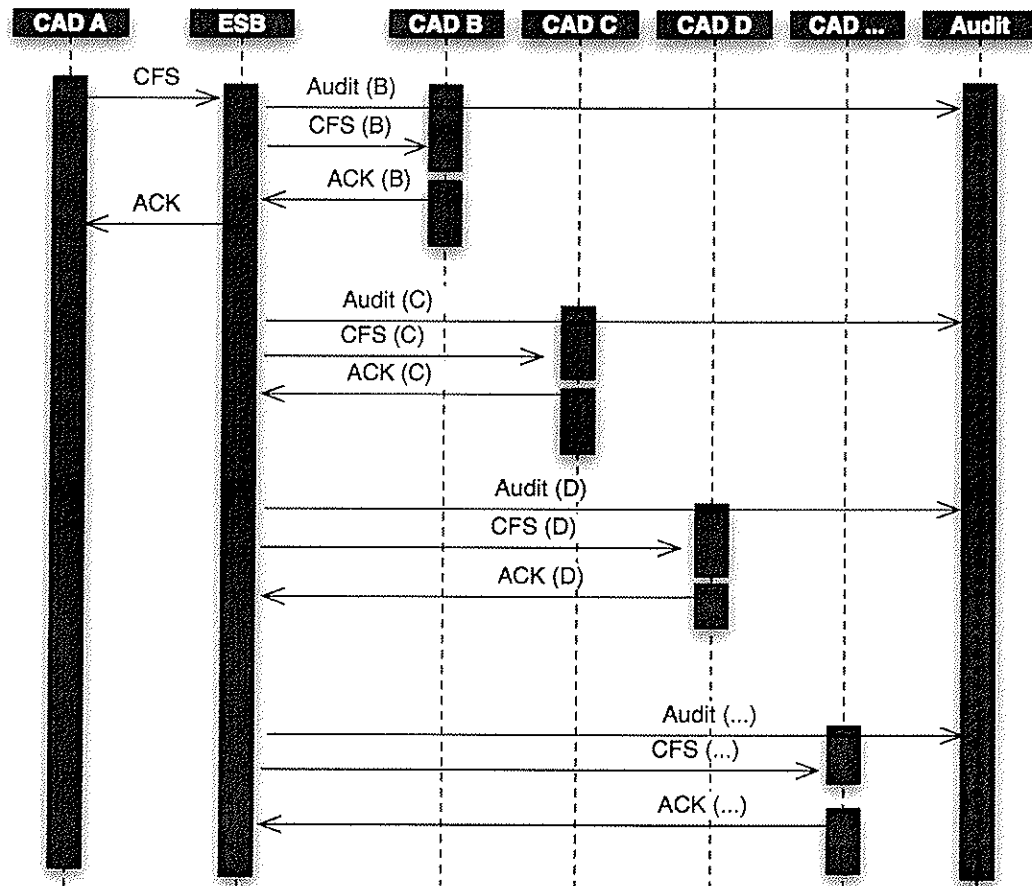 CAD A ESB CAD B CAD C CAD D CAD ... Audit
CFS
Audit (B)
CFS (B)
ACK (B)
ACK
Audit (C)
CFS (C)
ACK (C)
Audit (D)
CFS (D)
ACK (D)
Audit (...)
CFS (...)
ACK (...)